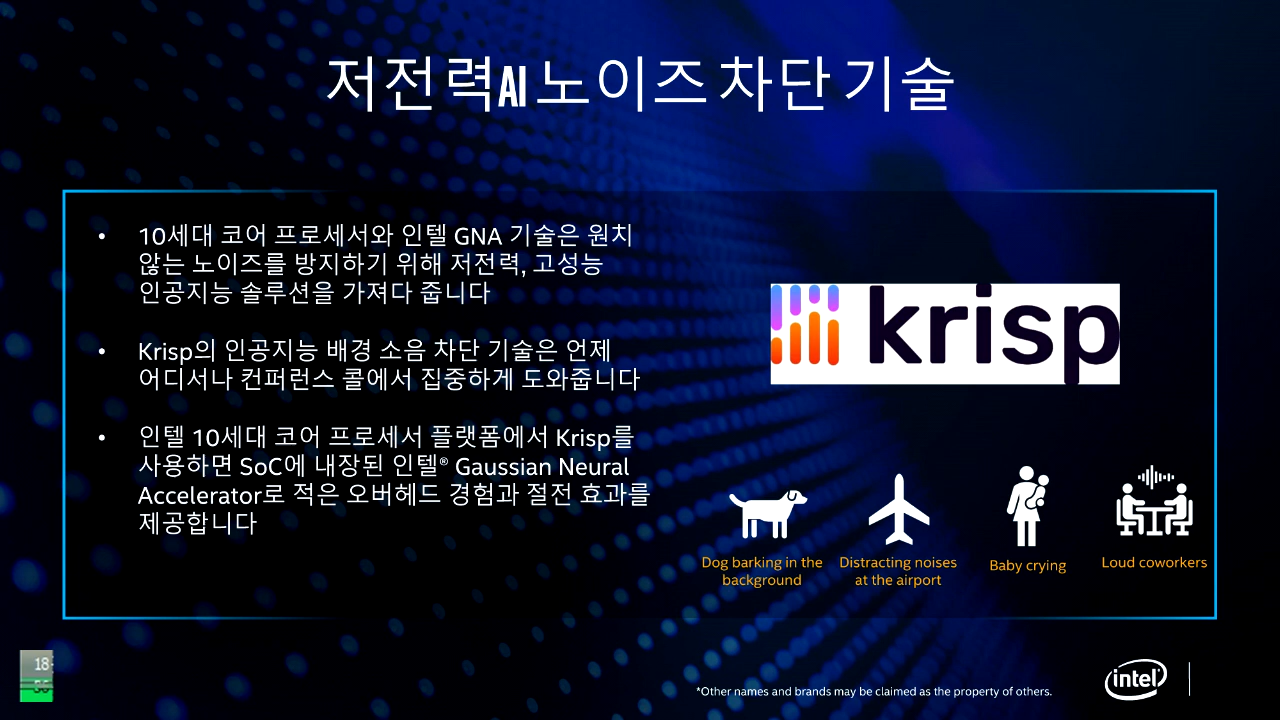 저전력AI 노이즈 차단 기술
• 10세대 코어 프로세서와 인텔 GNA 기술은 원치
않는 노이즈를 방지하기 위해 저전력, 고성능
인공지능 솔루션을 가져다 줍니다
• Krisp의 인공지능 배경 소음 차단 기술은 언제
어디서나 컨퍼런스 콜에서 집중하게 도와줍니다
• 인텔 10세대 코어 프로세서 플랫폼에서 Krisp를
사용하면 SoC에 내장된 인텔® Gaussian Neural
Accelerator로 적은 오버헤드 경험과 절전 효과를
제공합니다
krisp
Dog barking in the
background
Distracting noises
at the airport
Baby crying
Loud coworkers
18
*Other names and brands may be claimed as the property of others.
intel